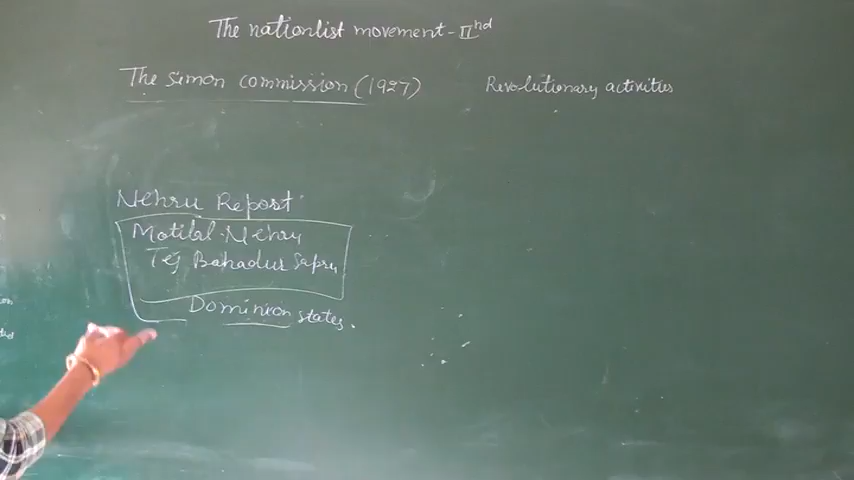 The nationlist movement - IInd
The simon commission (1927)
Revolutionary activities
Nehru Report
Motilal Nehru
Tej Bahadur Sapru
Dominion states.